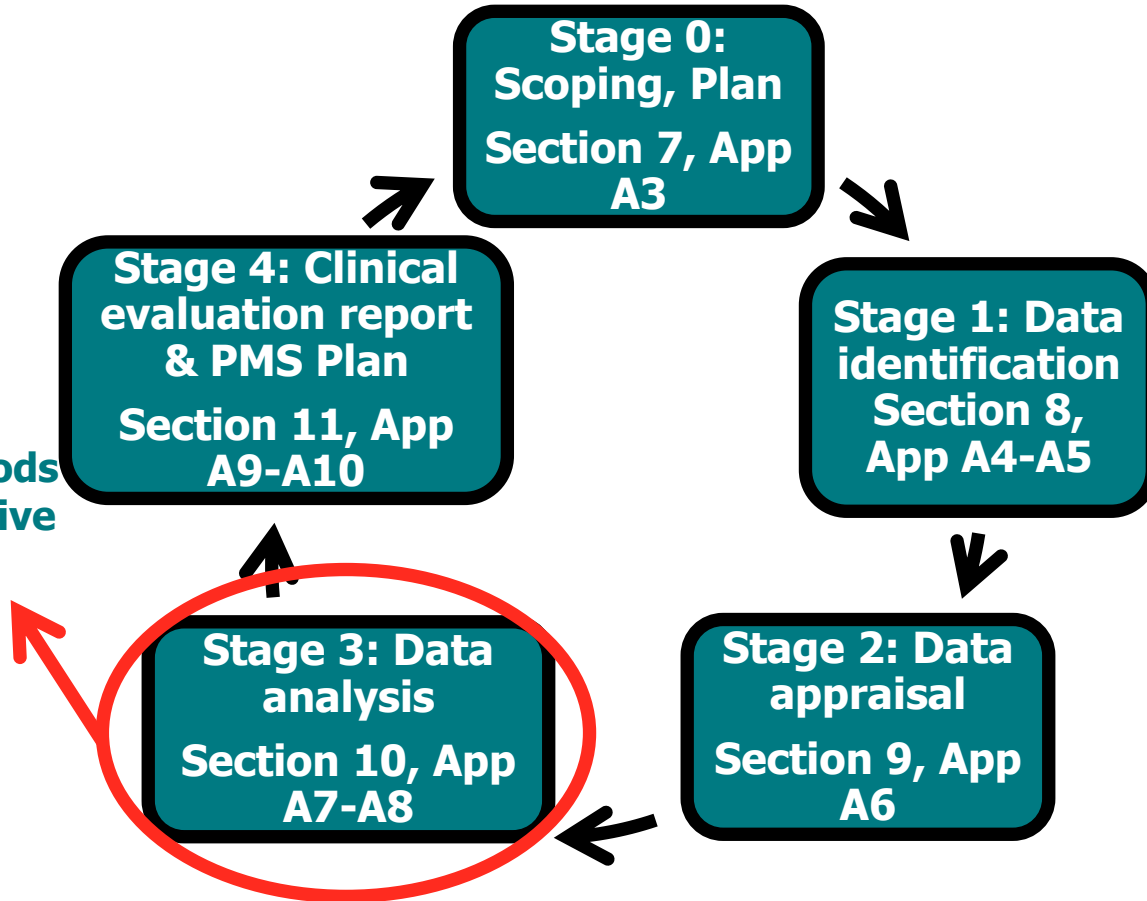 Stage 0:
Scoping, Plan
Section 7, App
A3
Stage 1: Data
identification
Section 8,
App A4-A5
Stage 2: Data
appraisal
Section 9, App
A6
Stage 3: Data
analysis
Section 10, App
A7-A8
Stage 4: Clinical
evaluation report
& PMS Plan
Section 11, App
A9-A10